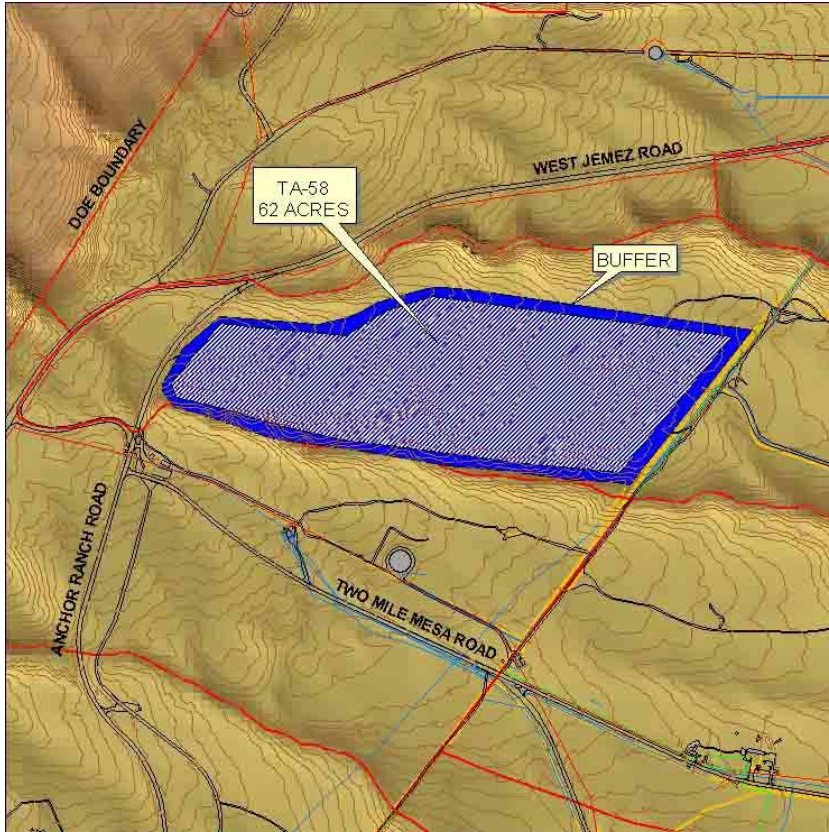 DOE BOUNDARY
WEST JEMEZ ROAD
TA-58
62 ACRES
BUFFER
ANCHOR RANCH ROAD
TWO MILE MESA ROAD